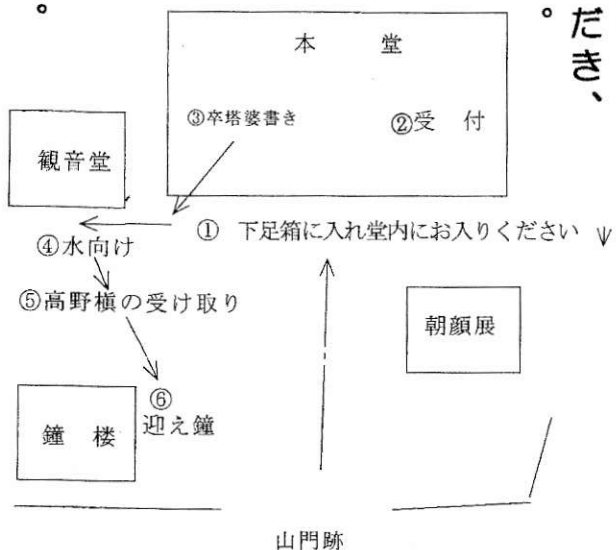 だき、
。
。
本　堂
③卒塔婆書き
②受　付
観音堂
①　下足箱に入れ堂内にお入りください
④水向け
⑤高野槇の受け取り
朝顔展
⑥
迎え鐘
鐘　楼
山門跡